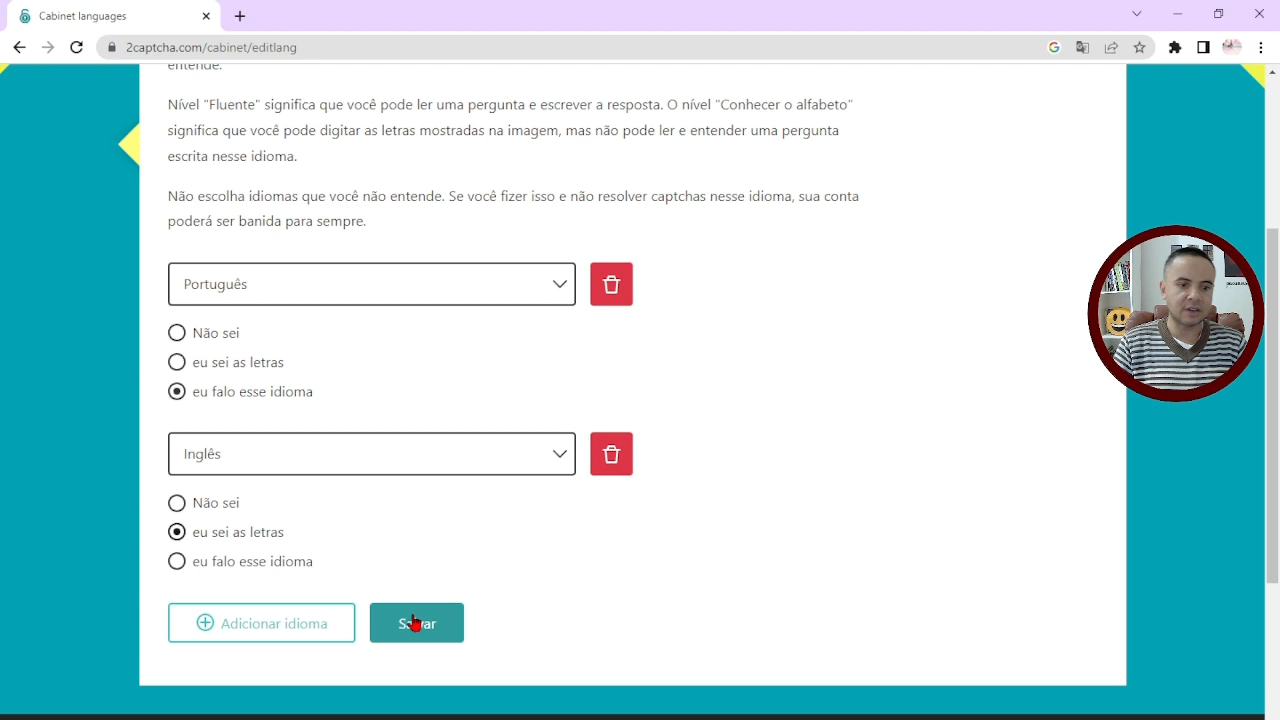 Cabinet languages
2captcha.com/cabinet/editlang
entende.
Nível "Fluente" significa que você pode ler uma pergunta e escrever a resposta. O nível "Conhecer o alfabeto"
significa que você pode digitar as letras mostradas na imagem, mas não pode ler e entender uma pergunta
escrita nesse idioma.
Não escolha idiomas que você não entende. Se você fizer isso e não resolver captchas nesse idioma, sua conta
poderá ser banida para sempre.
Português
Não sei
eu sei as letras
eu falo esse idioma
Inglês
Não sei
eu sei as letras
eu falo esse idioma
Adicionar idioma
Salvar